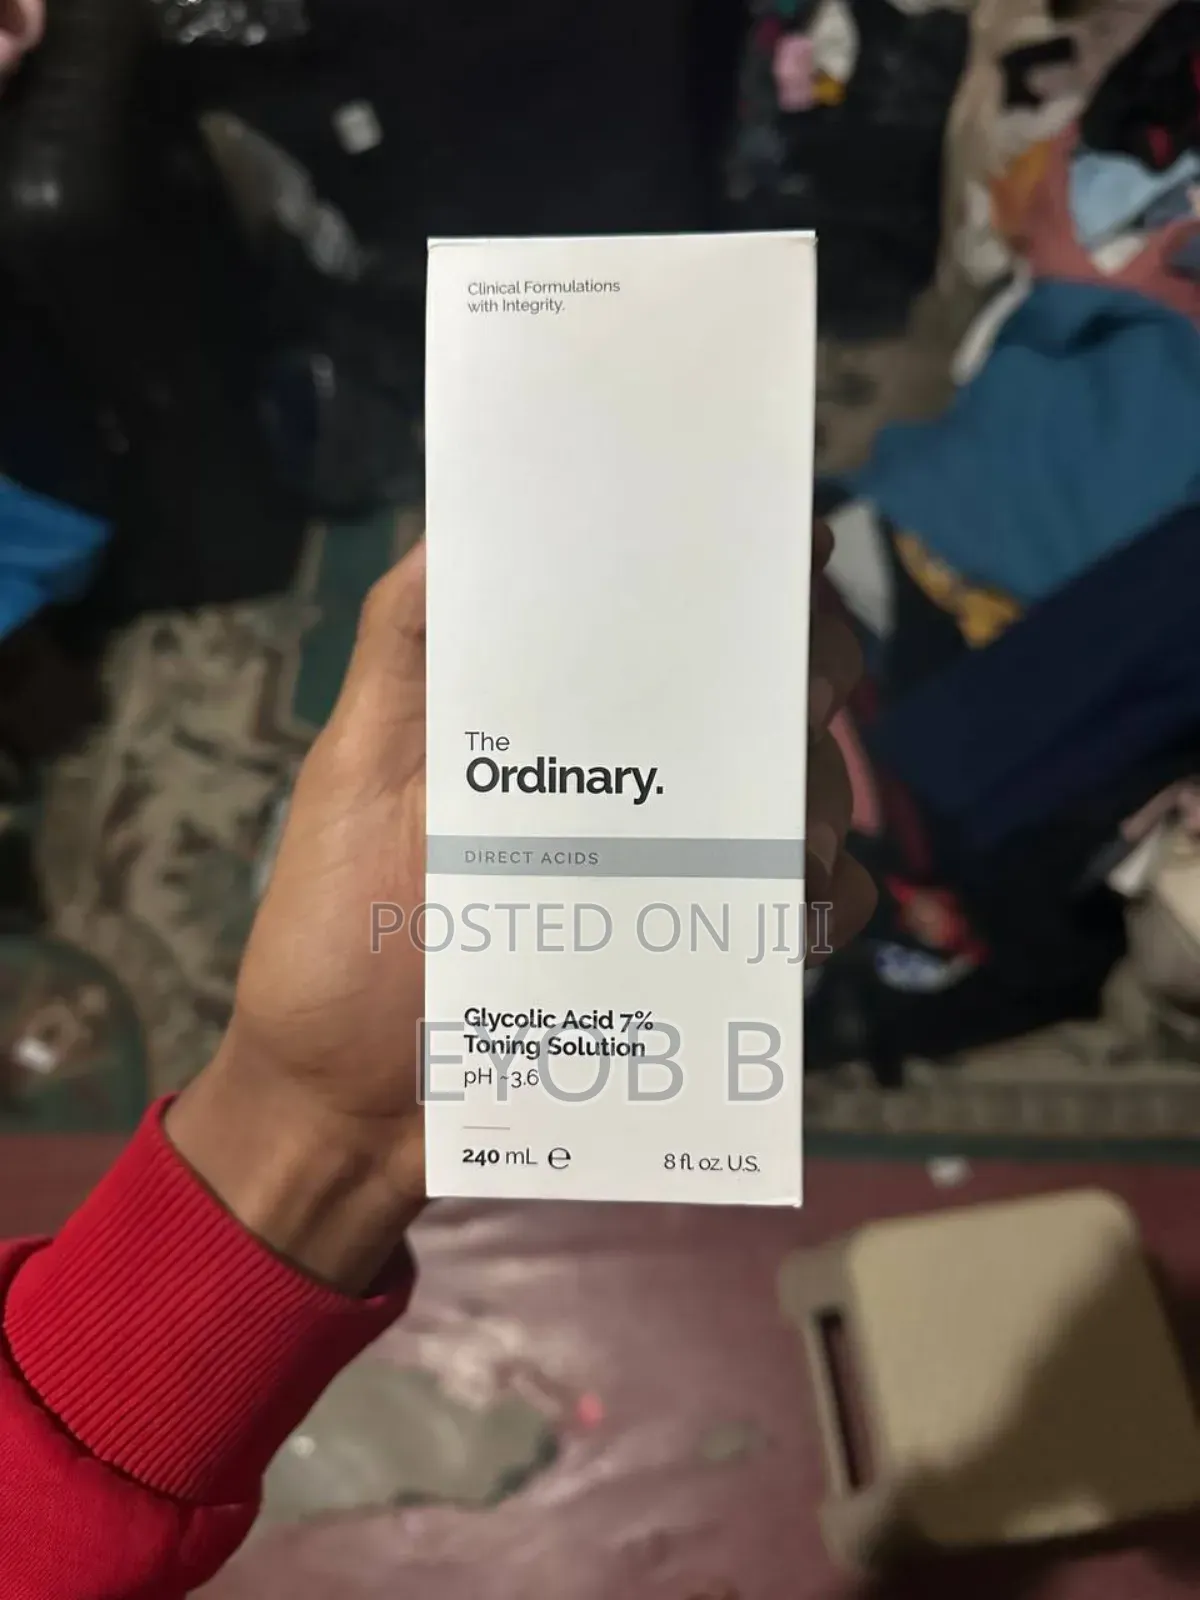 Clinical Formulations
with Integrity.
The
Ordinary.
DIRECT ACIDS
POSTED ON JIJI
Glycolic Acid 7%
Toning Solution
EYOB B
pH ~3.6
240 mL ℮
8 fl. oz. U.S.